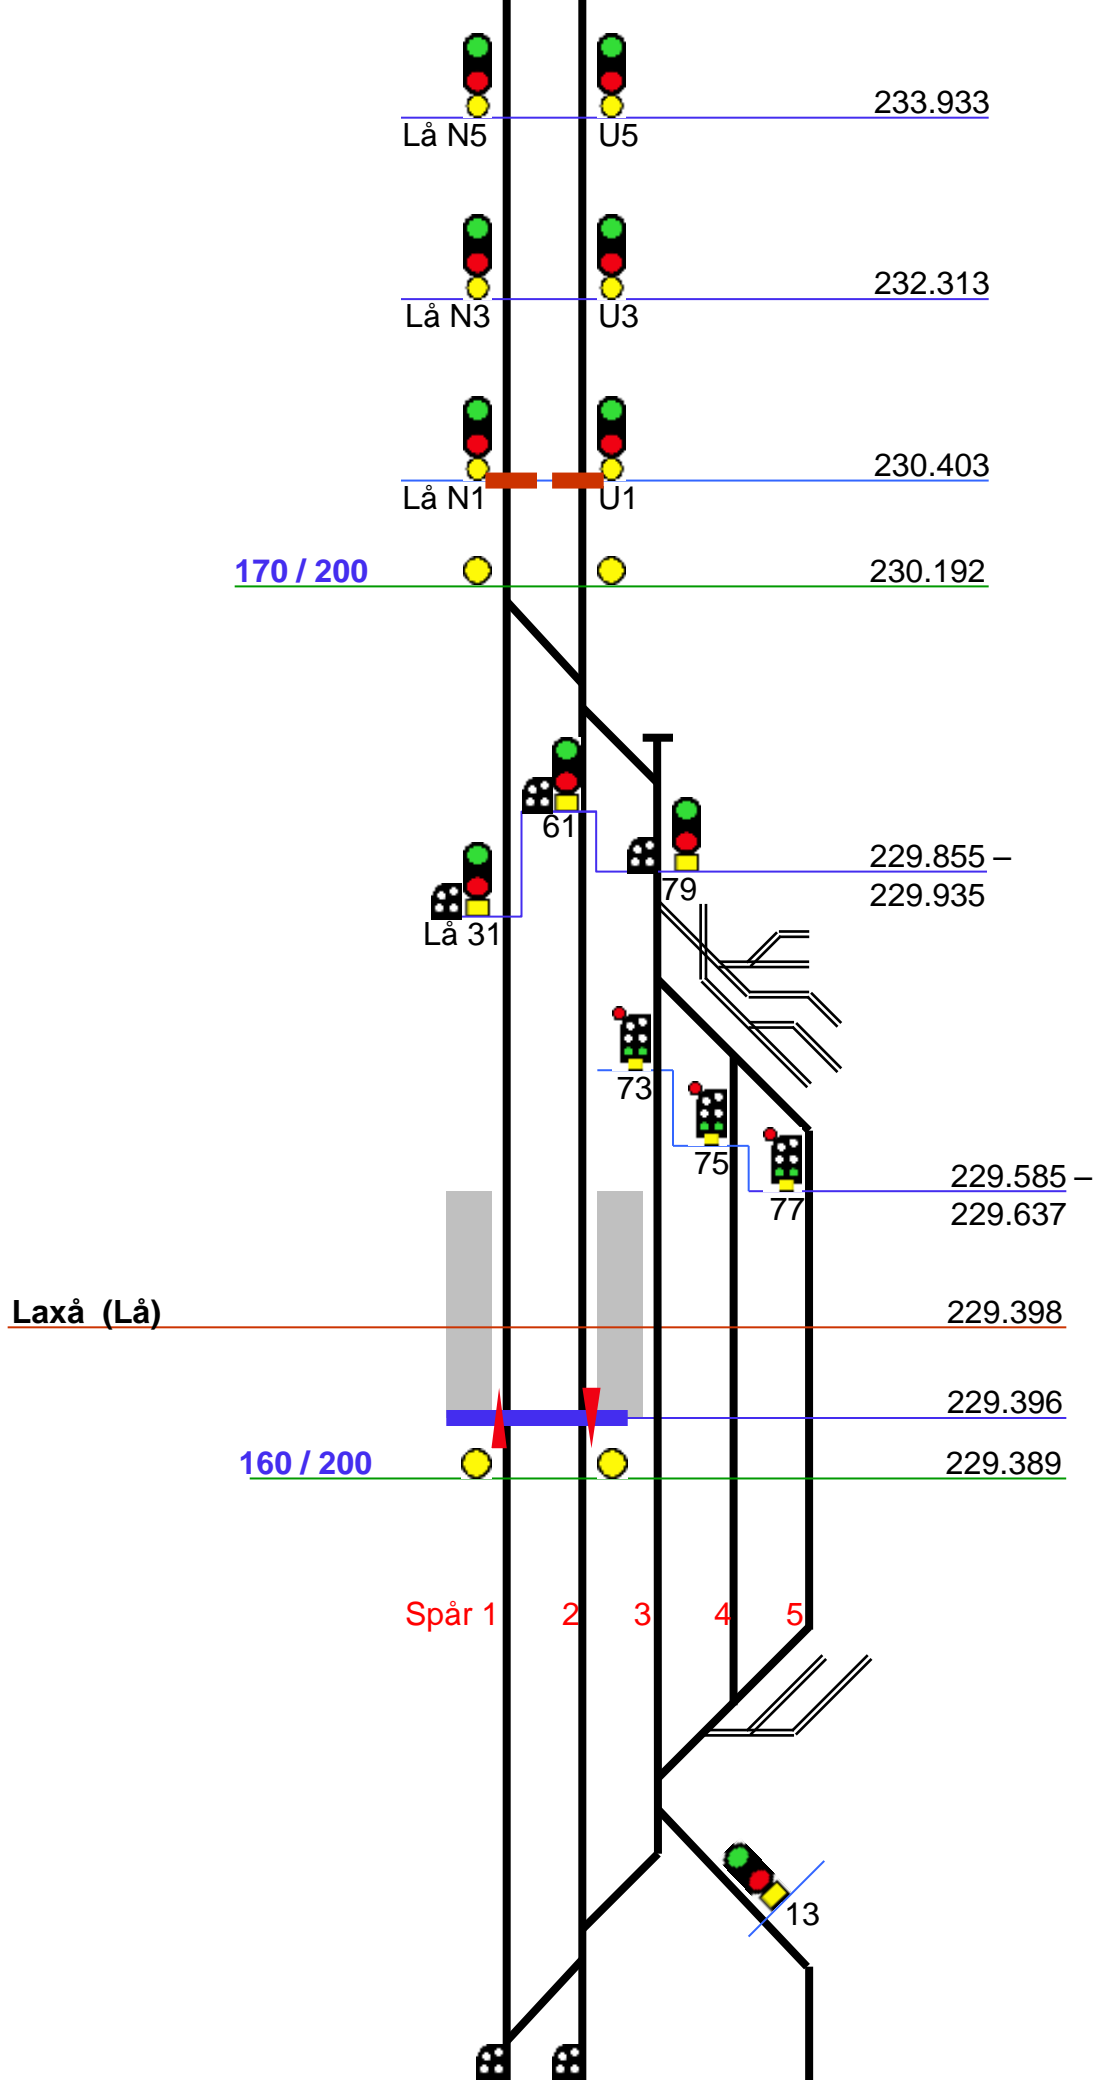 233.933
Lå N5 U5
232.313
Lå N3 U3
230.403
Lå N1 U1
170 / 200 230.192
61
229.855 –
79
229.935
Lå 31
73
75
229.585 –
77
229.637
Laxå (Lå) 229.398
229.396
160 / 200 229.389
Spår 1 2 3 4 5
13